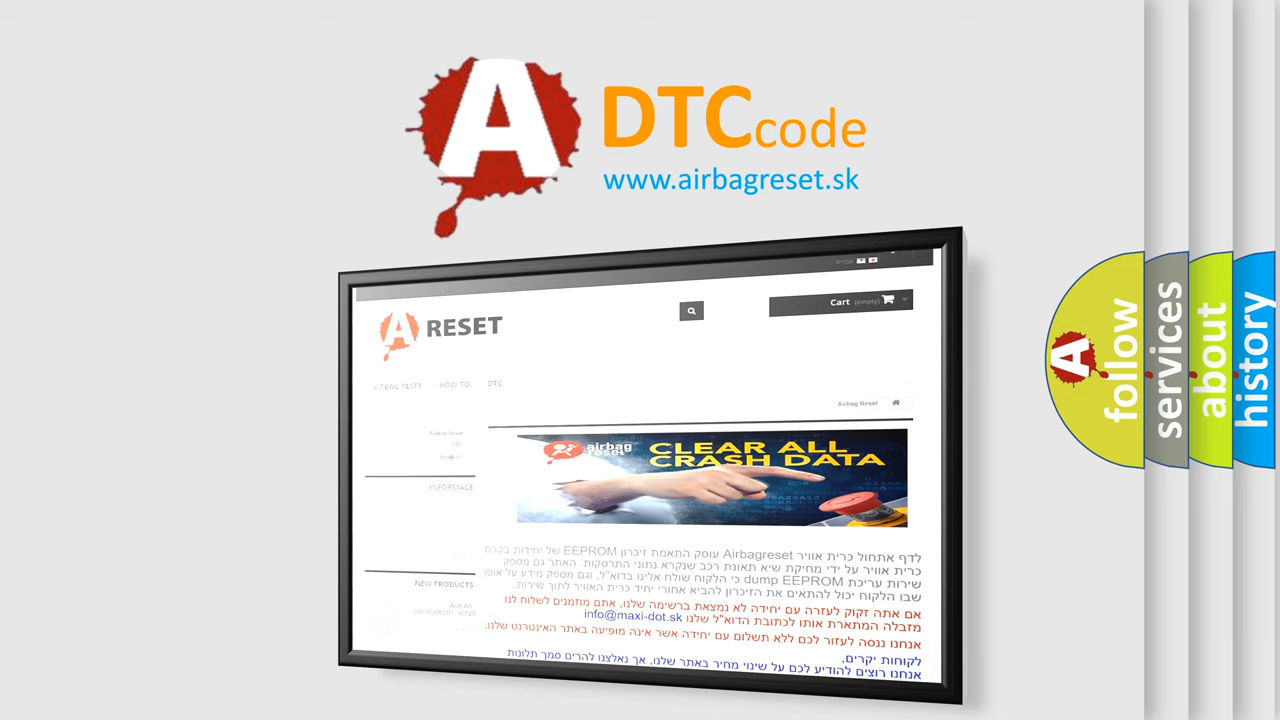 A DTC code
www.airbagreset.sk
עברית
A RESET
Cart (empty)
AIRBAG RESET HOW TO DTC
Airbag Reset
Airbag Reset
HOW TO
INFORMACE
NEW PRODUCTS
airbag
reset
CLEAR ALL
CRASH DATA
לדף אתחול כרית אוויר Airbagreset עוסק התאמת זיכרון EEPROM של יחידות בקרת
כרית אוויר על ידי מחיקת שיא תאונת רכב שנקרא נתוני התרסקות. האתר גם מספק
שירות עריכת dump EEPROM כי הלקוח שולח אלינו בדוא"ל, וגם מספק מידע על אופן
שבו הלקוח יכול להתאים את הזיכרון להביא אחורי יחיד כרית האוויר לתוך שירות.
אם אתה זקוק לעזרה עם יחידה לא נמצאת ברשימה שלנו, אתם מוזמנים לשלוח לנו
מזבלה המתארת אותו לכתובת הדוא"ל שלנו info@maxi-dot.sk
אנחנו ננסה לעזור לכם ללא תשלום עם יחידה אשר אינה מופיעה באתר האינטרנט שלנו.
לקוחות יקרים,
אנחנו רוצים להודיע לכם על שינוי מחיר באתר שלנו, אך נאלצנו להרים סמך תלונות
A follow
services
about
history